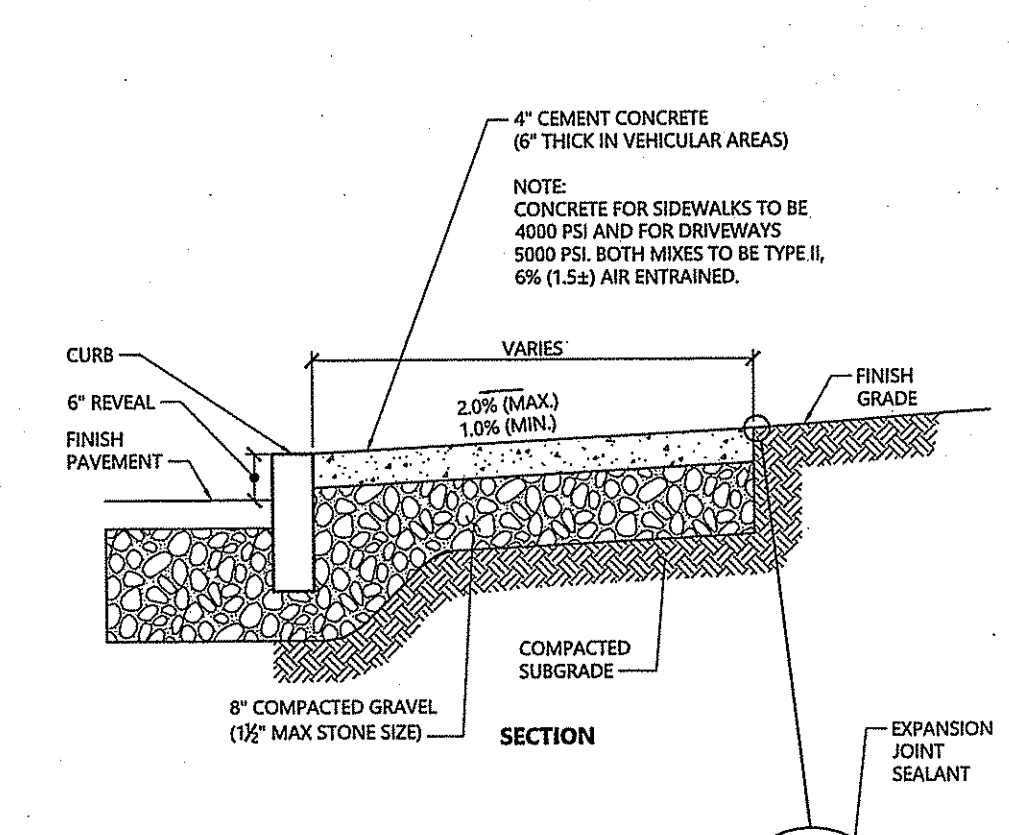 4" CEMENT CONCRETE
(6" THICK IN VEHICULAR AREAS)
NOTE:
CONCRETE FOR SIDEWALKS TO BE
4000 PSI AND FOR DRIVEWAYS
5000 PSI. BOTH MIXES TO BE TYPE II,
6% (1.5±) AIR ENTRAINED.
VARIES
CURB
6" REVEAL
FINISH
PAVEMENT
2.0% (MAX.)
1.0% (MIN.)
FINISH
GRADE
COMPACTED
SUBGRADE
8" COMPACTED GRAVEL
(1½" MAX STONE SIZE)
SECTION
EXPANSION
JOINT
SEALANT